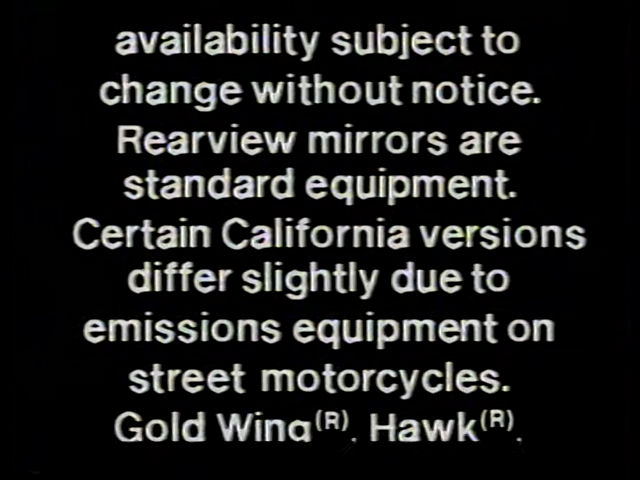 availability subject to
change without notice.
Rearview mirrors are
standard equipment.
Certain California versions
differ slightly due to
emissions equipment on
street motorcycles.
Gold Wing(R). Hawk(R).